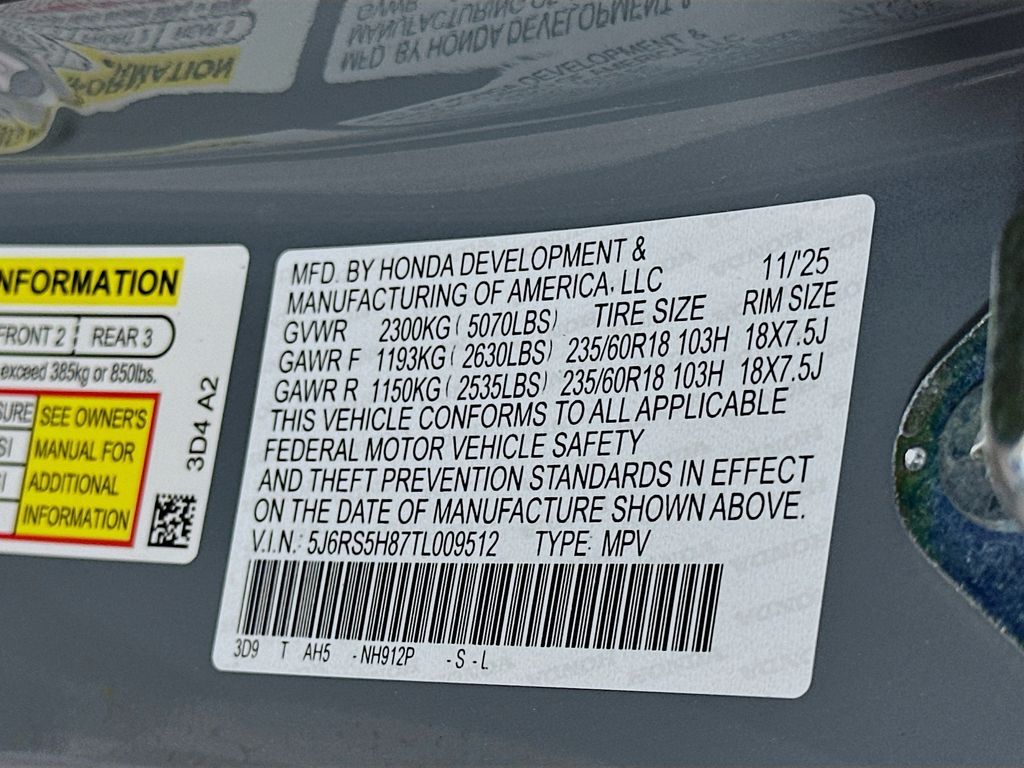 MFD. BY HONDA DEVELOPMENT &
MANUFACTURING OF AMERICA, LLC 11/'25
GVWR 2300KG ( 5070LBS) TIRE SIZE RIM SIZE
GAWR F 1193KG ( 2630LBS) 235/60R18 103H 18X7.5J
GAWR R 1150KG ( 2535LBS) 235/60R18 103H 18X7.5J
THIS VEHICLE CONFORMS TO ALL APPLICABLE
FEDERAL MOTOR VEHICLE SAFETY
AND THEFT PREVENTION STANDARDS IN EFFECT
ON THE DATE OF MANUFACTURE SHOWN ABOVE.
V.I.N.: 5J6RS5H87TL009512 TYPE: MPV
3D9 T AH5 -NH912P -S -L
NFORMATION
FRONT 2 REAR 3
exceed 385kg or 850lbs.
SURE
SI
SEE OWNER'S
MANUAL FOR
ADDITIONAL
INFORMATION
3D4 A2